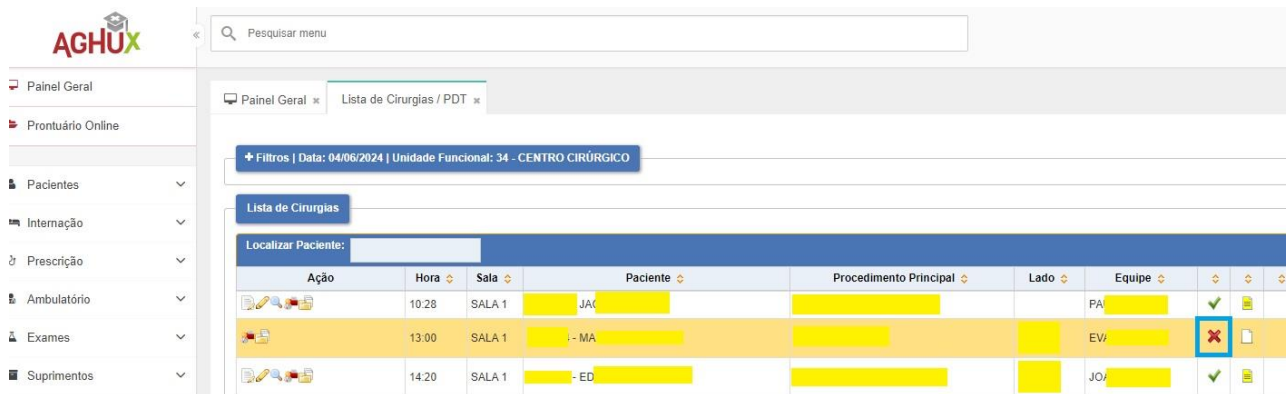 AGHUX
«
Pesquisar menu
Painel Geral
Prontuário Online
Pacientes
Internação
Prescrição
Ambulatório
Exames
Suprimentos
Painel Geral × Lista de Cirurgias / PDT ×
+ Filtros | Data: 04/06/2024 | Unidade Funcional: 34 - CENTRO CIRÚRGICO
Lista de Cirurgias
Localizar Paciente:
Ação Hora Sala Paciente Procedimento Principal Lado Equipe
10:28 SALA 1 JA PA
13:00 SALA 1 - MA EV
14:20 SALA 1 - ED JO